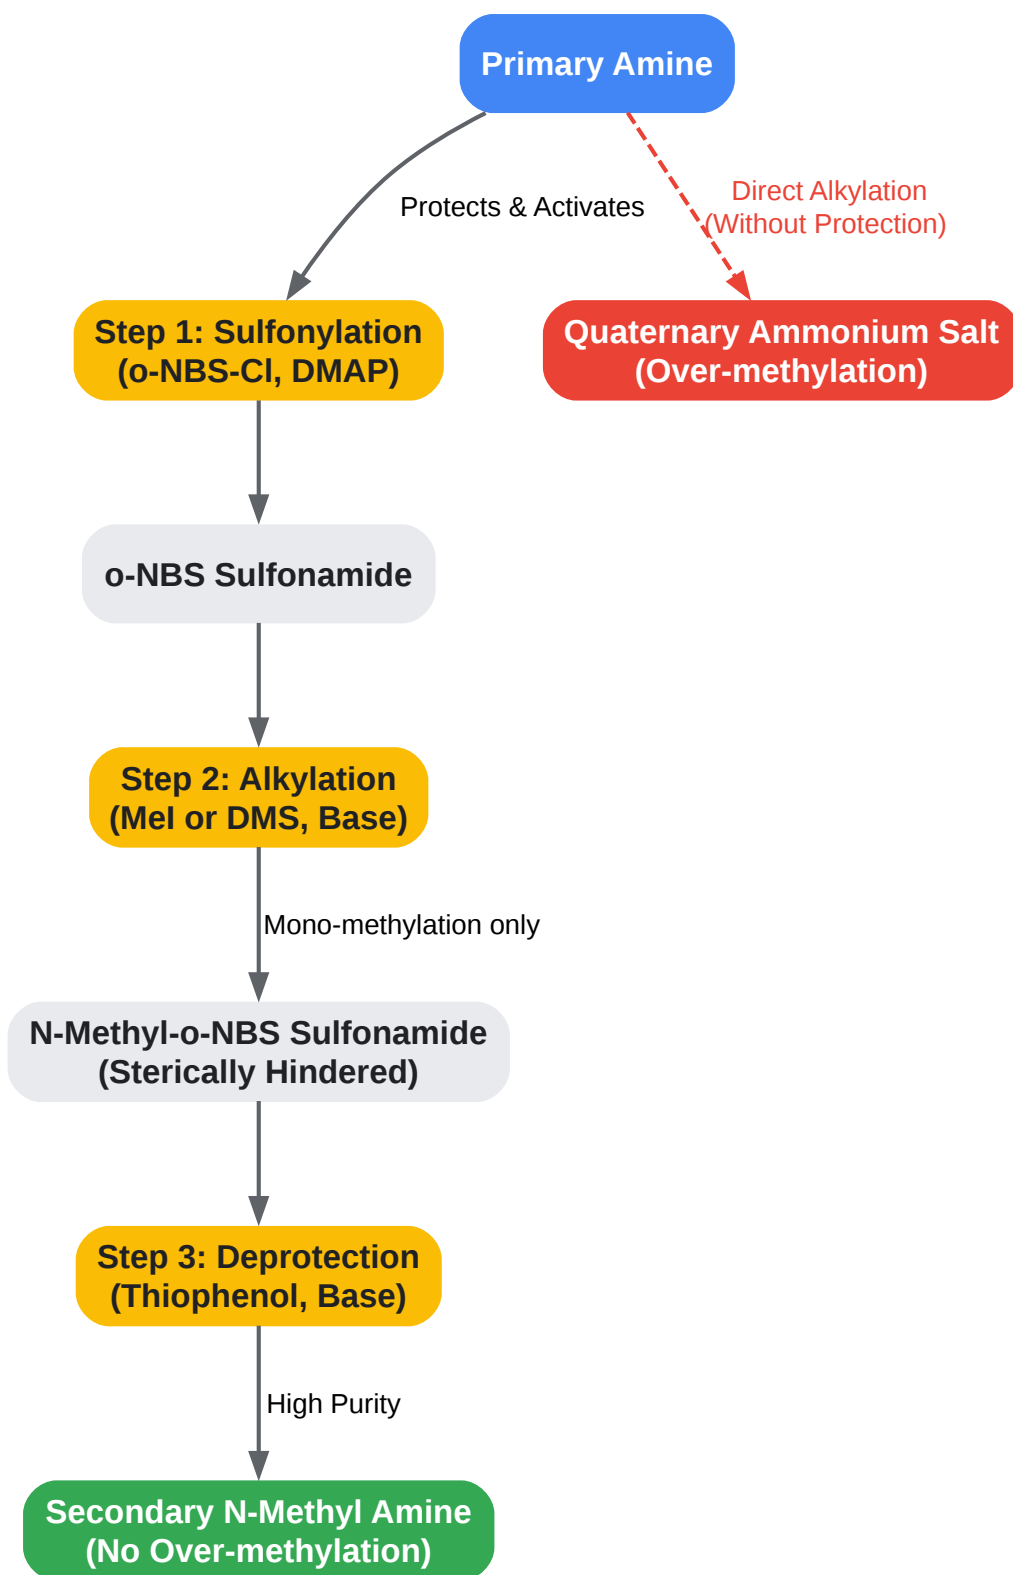 Primary Amine
Protects & Activates
Direct Alkylation
(Without Protection)
Step 1: Sulfonylation
(o-NBS-Cl, DMAP)
Quaternary Ammonium Salt
(Over-methylation)
o-NBS Sulfonamide
Step 2: Alkylation
(MeI or DMS, Base)
Mono-methylation only
N-Methyl-o-NBS Sulfonamide
(Sterically Hindered)
Step 3: Deprotection
(Thiophenol, Base)
High Purity
Secondary N-Methyl Amine
(No Over-methylation)